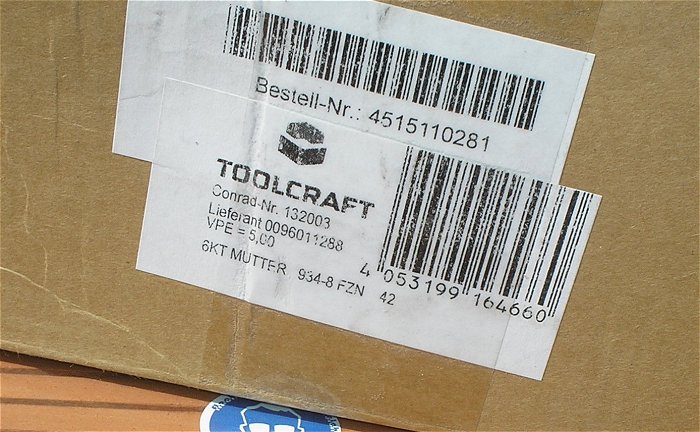 Bestell-Nr.: 4515110281
TOOLCRAFT
Conrad-Nr. 132003
Lieferant 0096011288
VPE = 5,00
6KT MUTTER 934-8 FZN 42
4 053199 164660